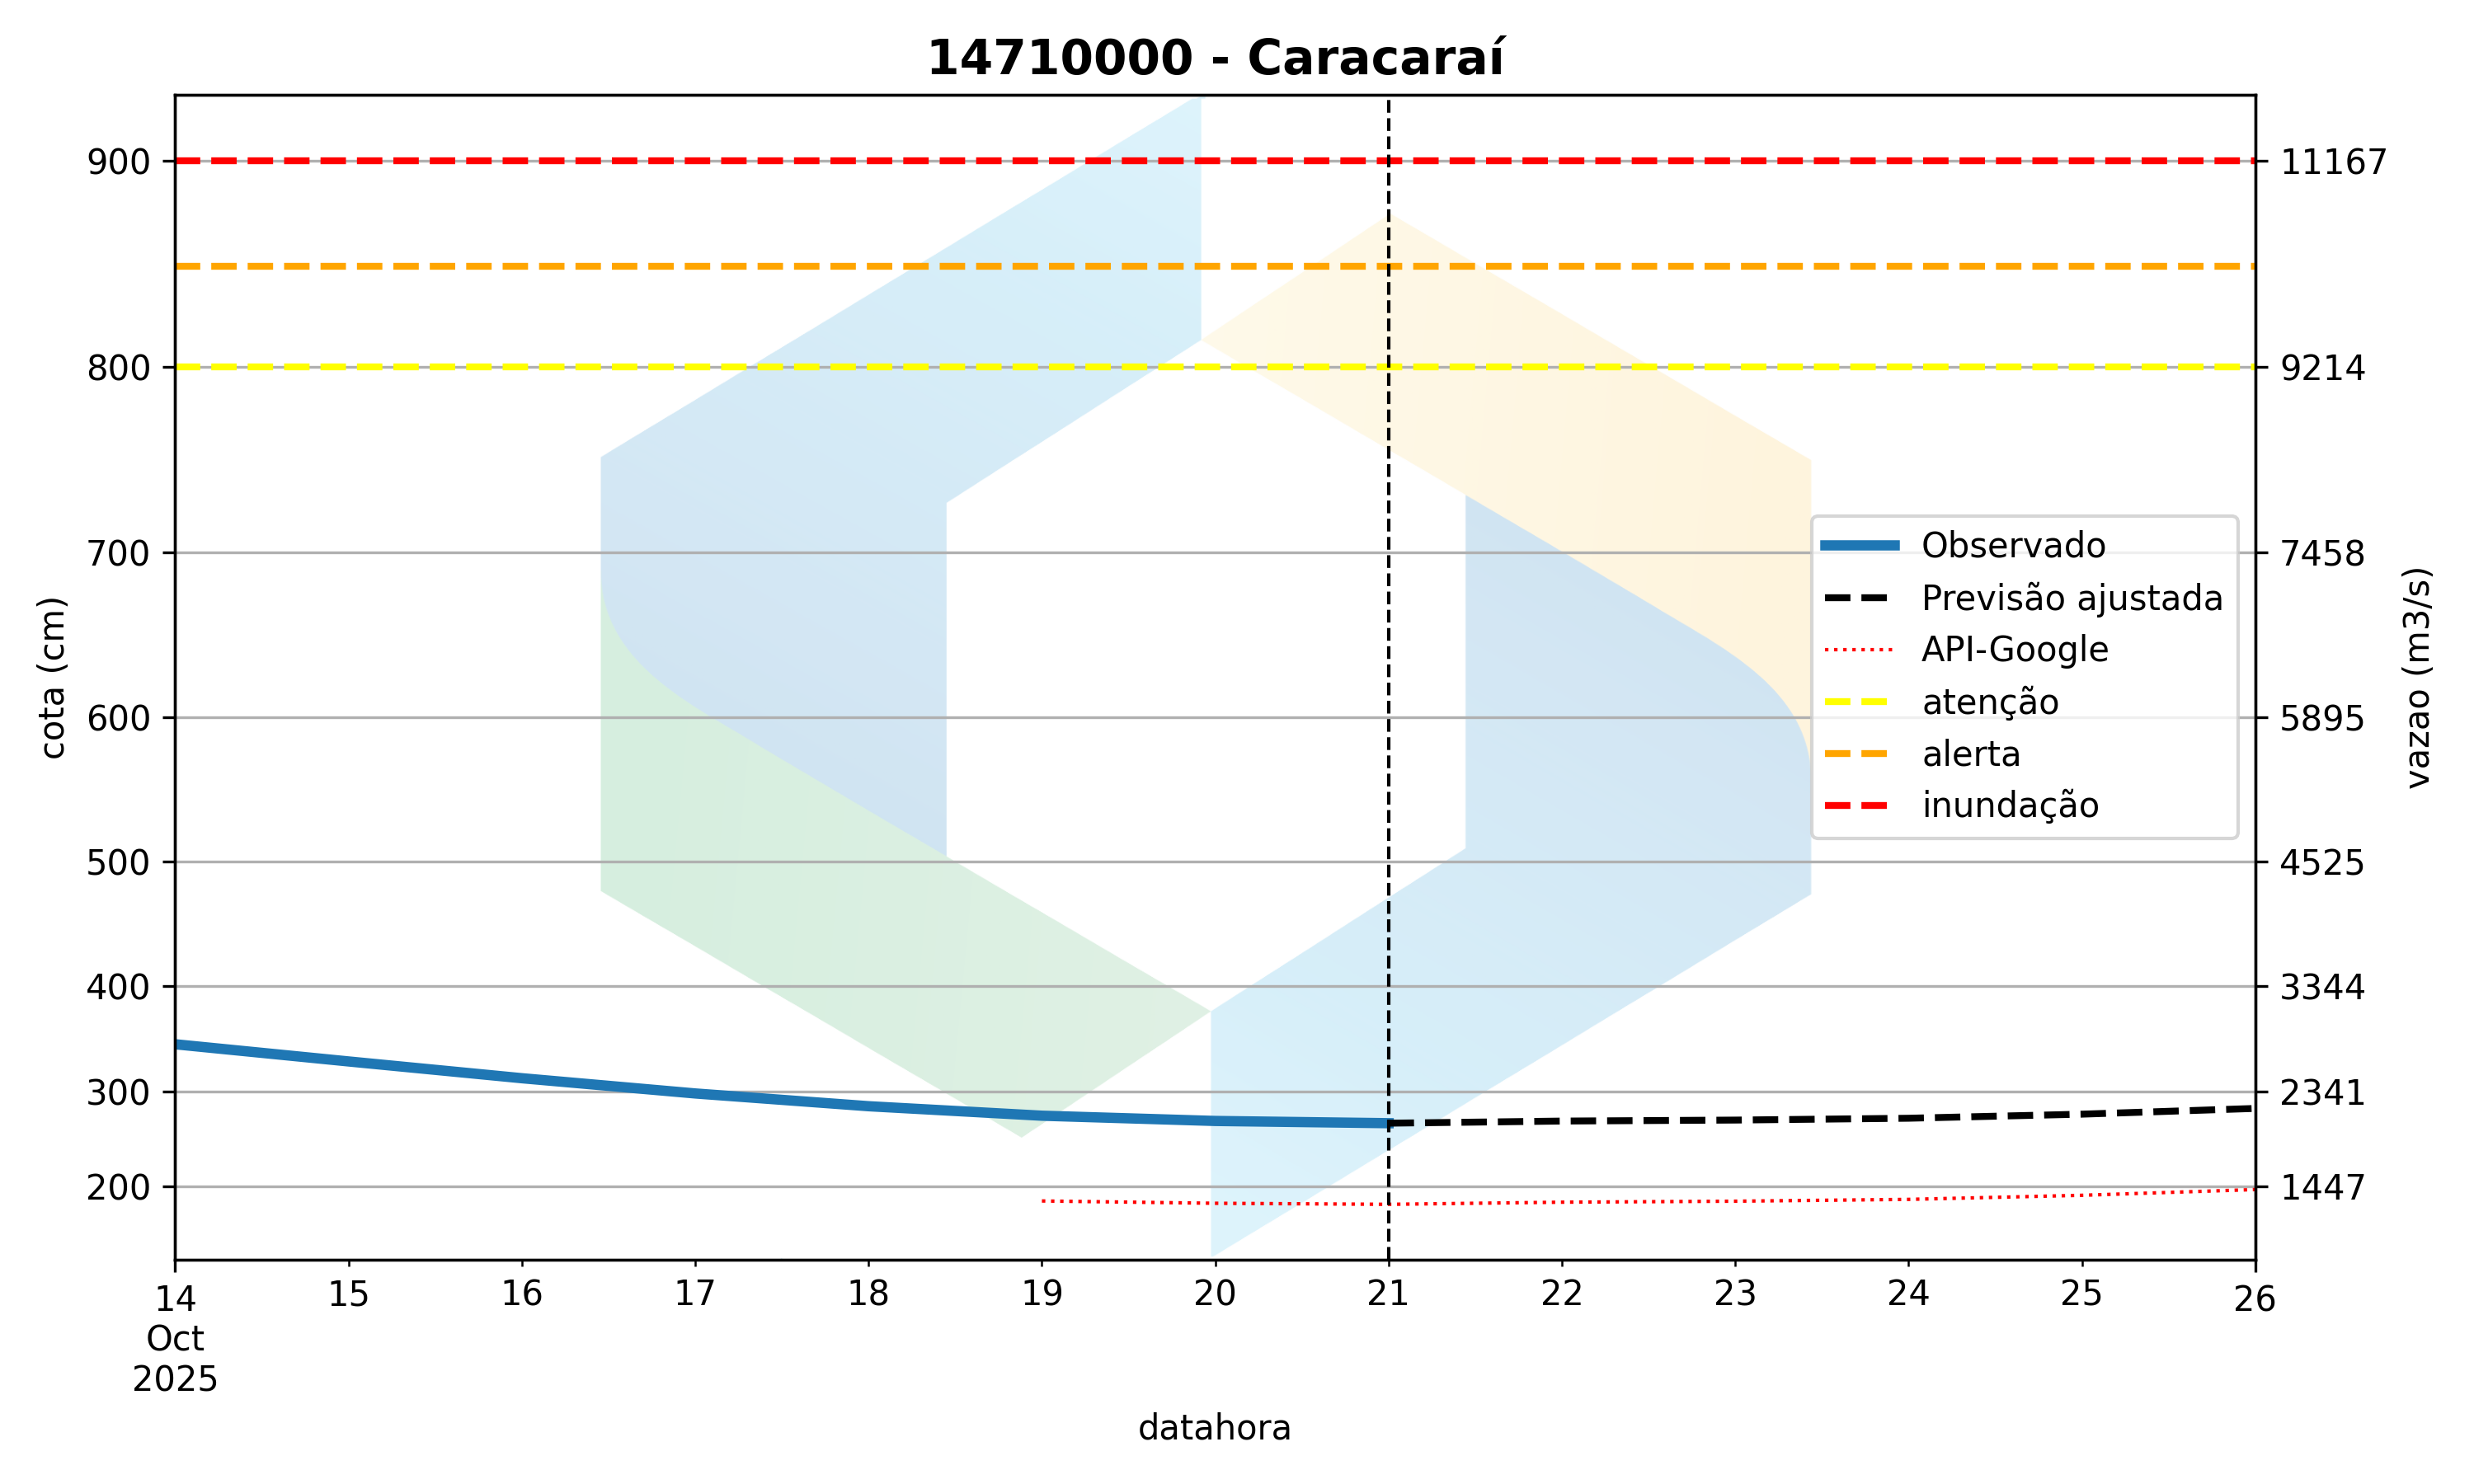 14710000 - Caracaraí
cota (cm)
900
800
700
600
500
400
300
200
11167
9214
7458
5895
4525
3344
2341
1447
vazao (m3/s)
Observado
Previsão ajustada
API-Google
atenção
alerta
inundação
14 15 16 17 18 19 20 21 22 23 24 25 26
Oct
2025
datahora